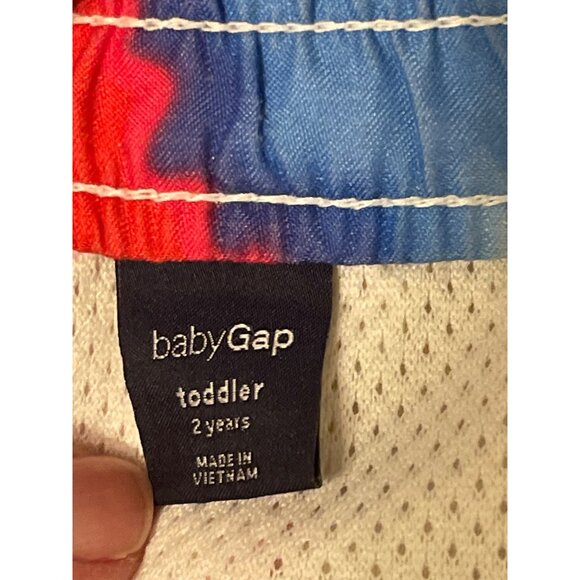 babyGap
toddler
2 years
MADE IN
VIETNAM